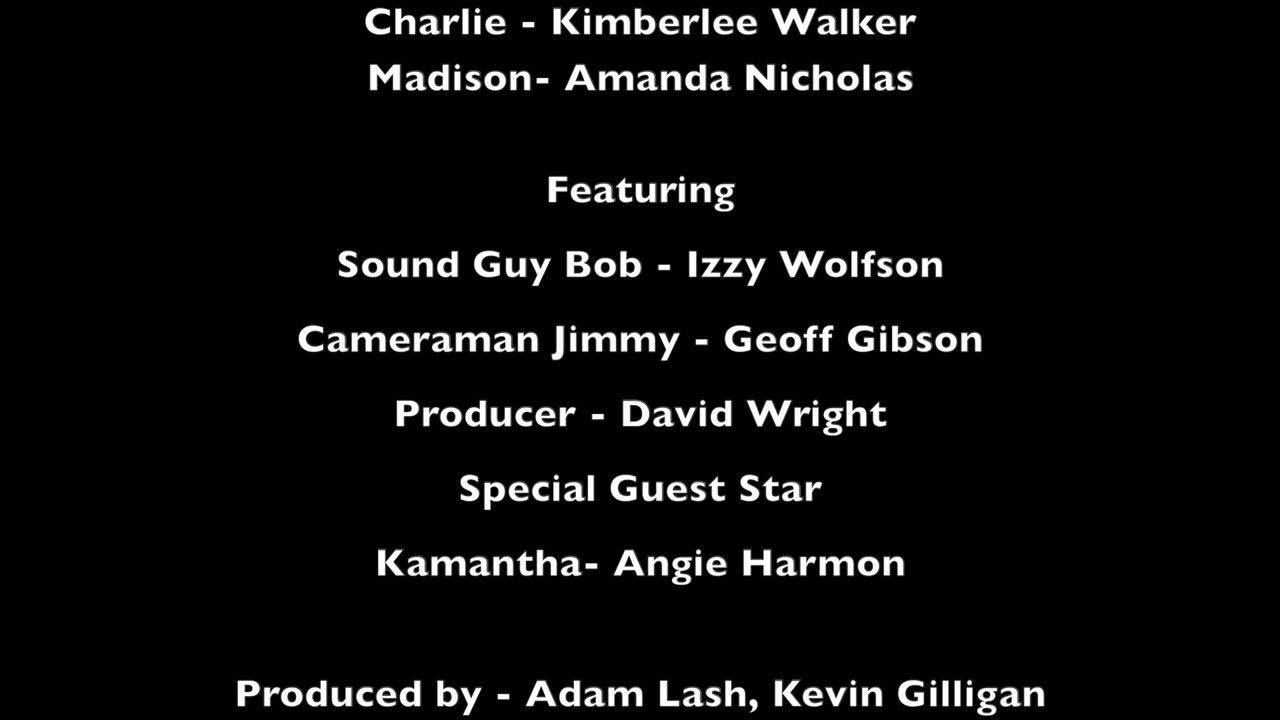 Charlie - Kimberlee Walker
Madison- Amanda Nicholas
Featuring
Sound Guy Bob - Izzy Wolfson
Cameraman Jimmy - Geoff Gibson
Producer - David Wright
Special Guest Star
Kamantha- Angie Harmon
Produced by - Adam Lash, Kevin Gilligan